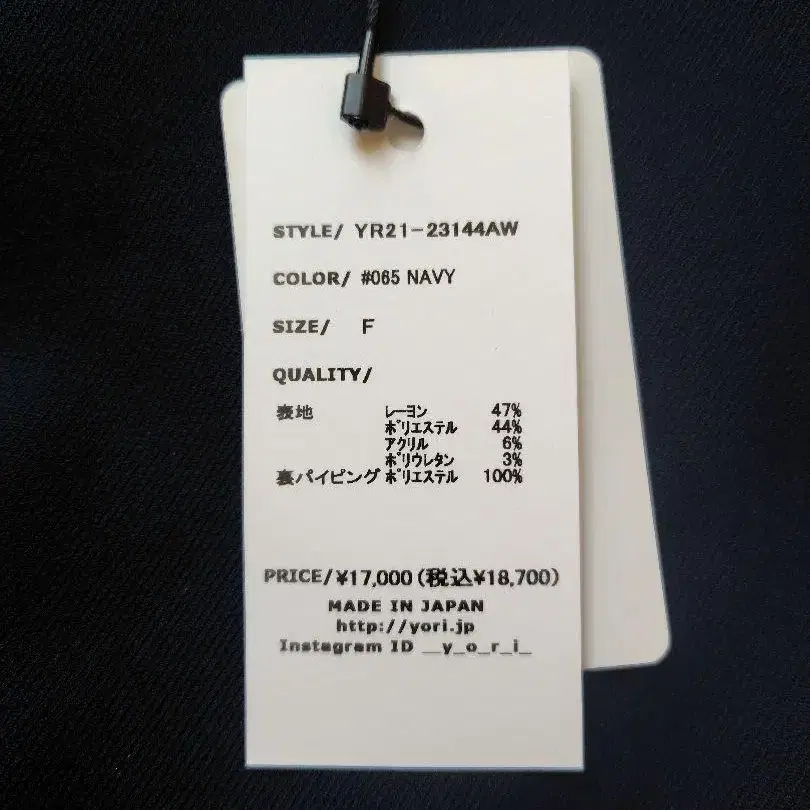 STYLE/ YR21-23144AW
COLOR/ #065 NAVY
SIZE/ F
QUALITY/
表地 レーヨン 47%
ポリエステル 44%
アクリル 6%
ポリウレタン 3%
裏パイピング ポリエステル 100%
PRICE/¥17,000(税込¥18,700)
MADE IN JAPAN
http://yori.jp
Instagram ID __y_o_r_i_